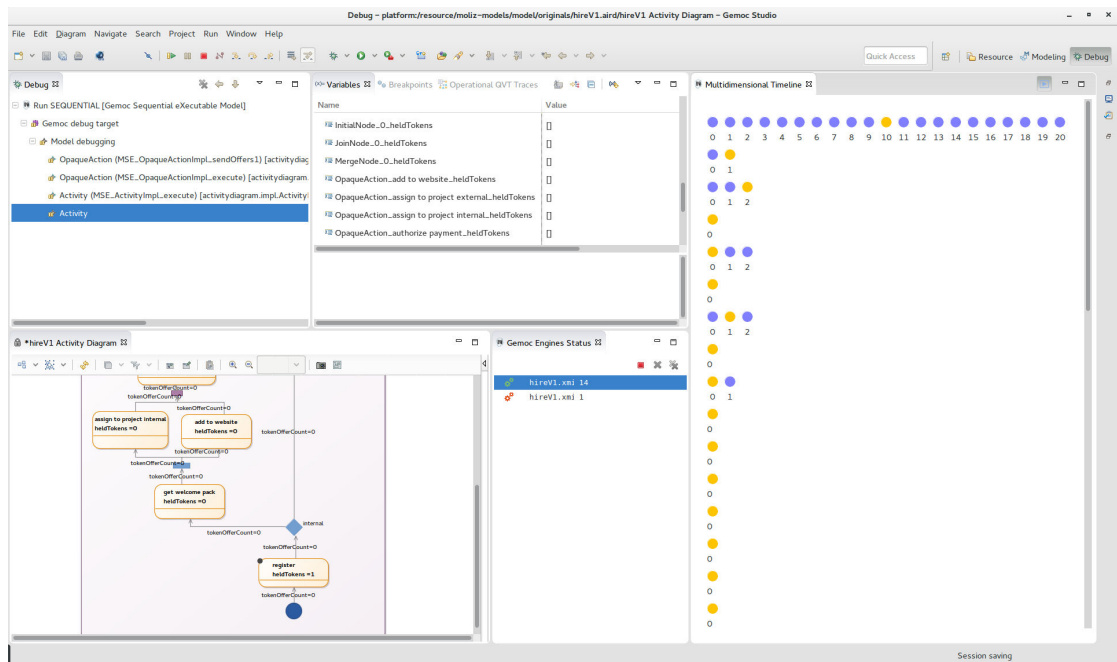 Debug - platform:/resource/moliz-models/model/originals/hireV1.aird/hireV1 Activity Diagram - Gemoc Studio
File Edit Diagram Navigate Search Project Run Window Help
Quick Access
Resource
Modeling
Debug
Debug
Run SEQUENTIAL [Gemoc Sequential eXecutable Model]
Gemoc debug target
Model debugging
OpaqueAction (MSE_OpaqueActionImpl_sendOffers1) [activitydiag
OpaqueAction (MSE_OpaqueActionImpl_execute) [activitydiagram.
Activity (MSE_ActivityImpl_execute) [activitydiagram.impl.Activity
Activity
Variables Breakpoints Operational QVT Traces
Name Value
InitialNode_0_heldTokens []
JoinNode_0_heldTokens []
MergeNode_0_heldTokens []
OpaqueAction_add to website_heldTokens []
OpaqueAction_assign to project external_heldTokens []
OpaqueAction_assign to project internal_heldTokens []
OpaqueAction_authorize payment_heldTokens []
Multidimensional Timeline
0 1 2 3 4 5 6 7 8 9 10 11 12 13 14 15 16 17 18 19 20
0 1
0 1 2
0
0 1 2
0
0 1 2
0
0 1
0
0
0
0
0
0
0
*hireV1 Activity Diagram
tokenOfferCount=0
tokenOfferCount=0
tokenOfferCount=0
assign to project internal
heldTokens =0
add to website
heldTokens =0
tokenOfferCount=0
tokenOfferCount=0
tokenOfferCount=0
tokenOfferCount=0
get welcome pack
heldTokens =0
internal
tokenOfferCount=0
tokenOfferCount=0
register
heldTokens =1
tokenOfferCount=0
Gemoc Engines Status
hireV1.xmi 14
hireV1.xmi 1
Session saving